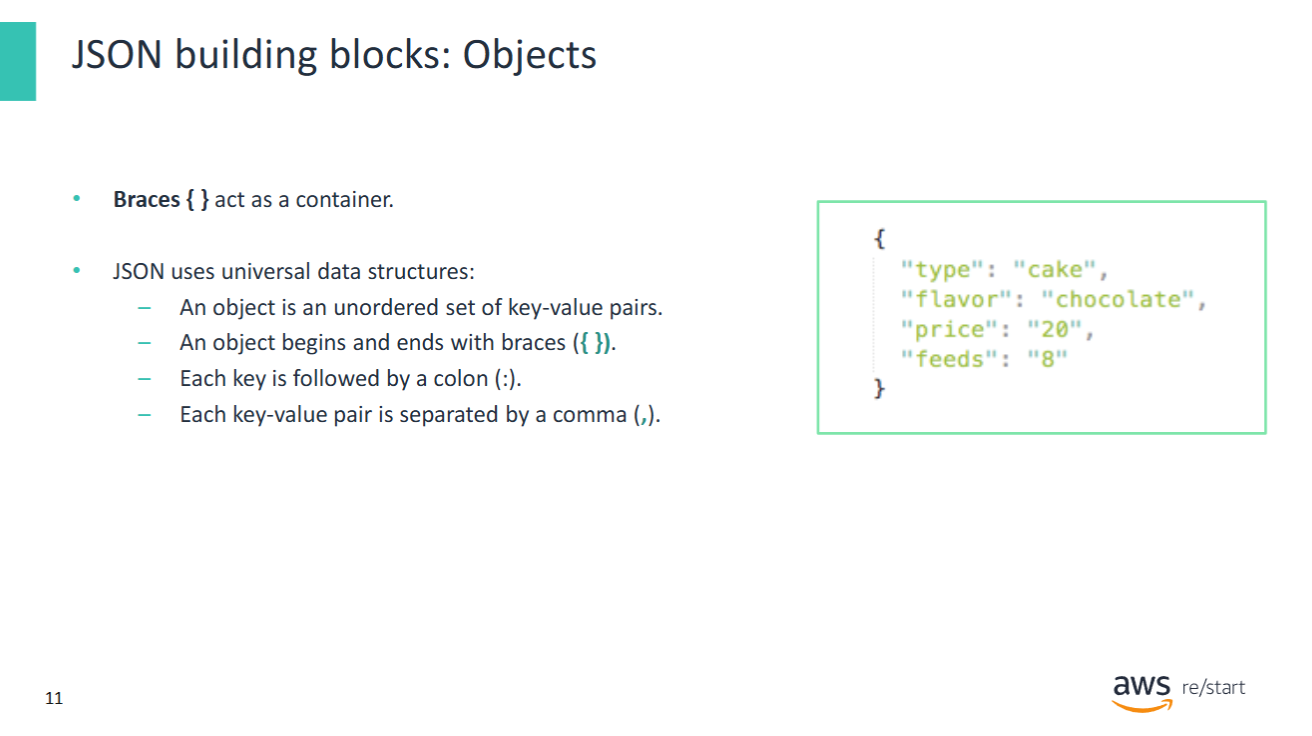 JSON building blocks: Objects
• Braces { } act as a container.
• JSON uses universal data structures:
– An object is an unordered set of key-value pairs.
– An object begins and ends with braces ({ }).
– Each key is followed by a colon (:).
– Each key-value pair is separated by a comma (,).
{
"type": "cake",
"flavor": "chocolate",
"price": "20",
"feeds": "8"
}
11
aws re/start